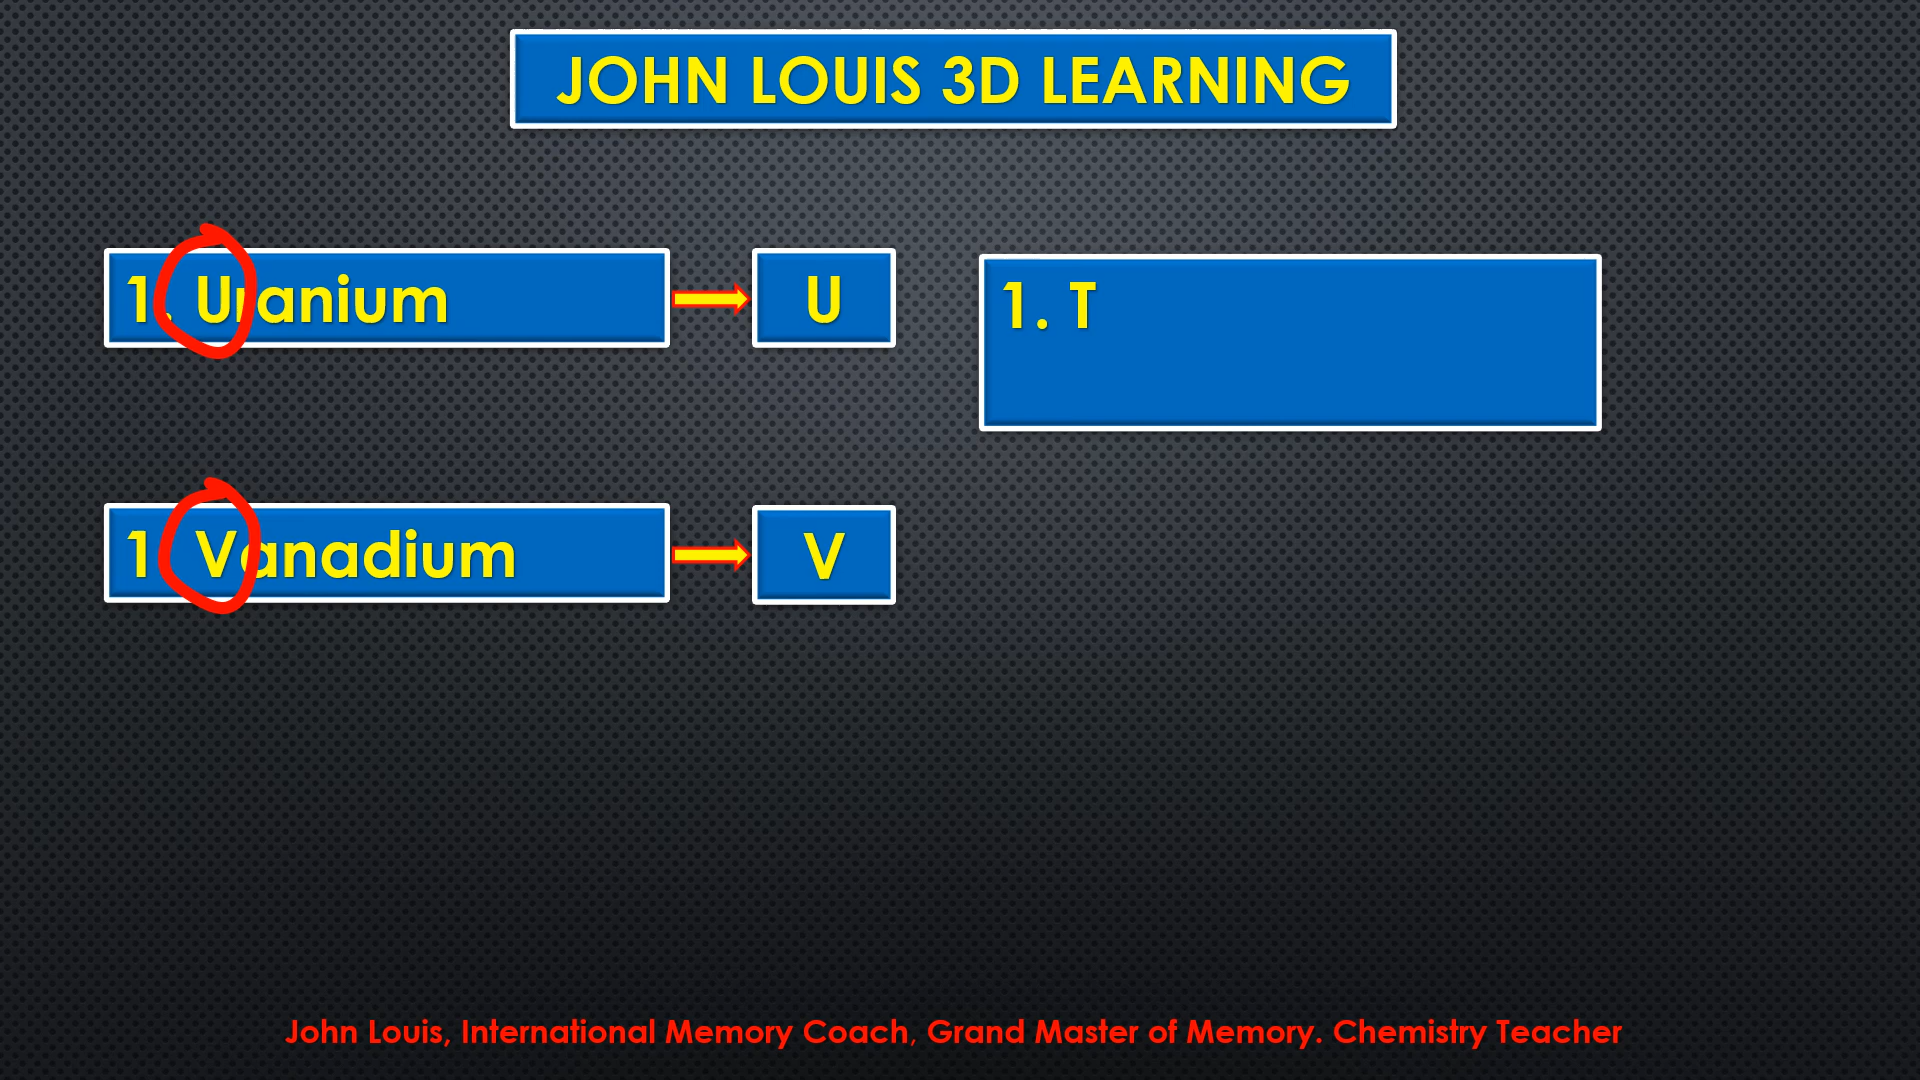 JOHN LOUIS 3D LEARNING
1. Uranium
U
1. T
1. Vanadium
V
John Louis, International Memory Coach, Grand Master of Memory. Chemistry Teacher